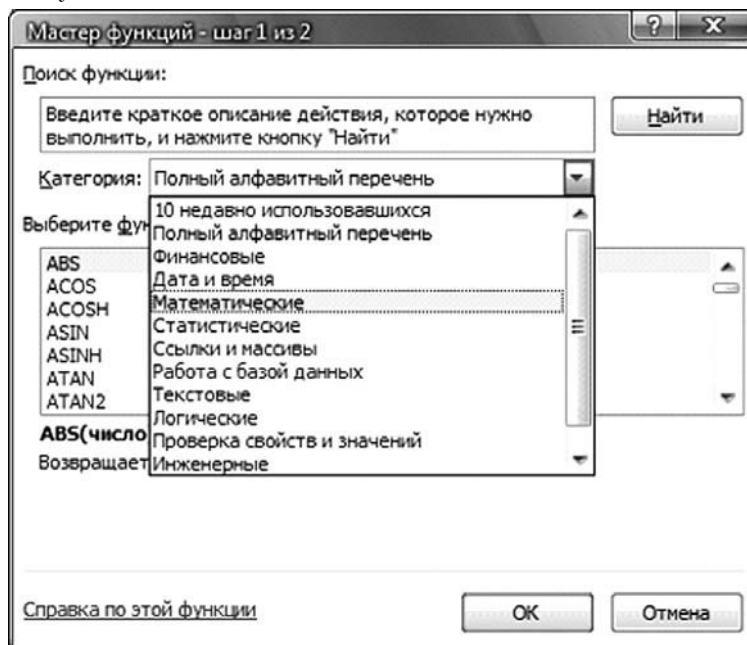 Мастер функций - шаг 1 из 2
Поиск функции:
Введите краткое описание действия, которое нужно
выполнить, и нажмите кнопку "Найти"
Найти
Категория: Полный алфавитный перечень
10 недавно использовавшихся
Полный алфавитный перечень
Финансовые
Дата и время
Математические
Статистические
Ссылки и массивы
Работа с базой данных
Текстовые
Логические
Проверка свойств и значений
Инженерные
Выберите фун
ABS
ACOS
ACOSH
ASIN
ASINH
ATAN
ATAN2
ABS(число
Возвращает
Справка по этой функции
ОК
Отмена